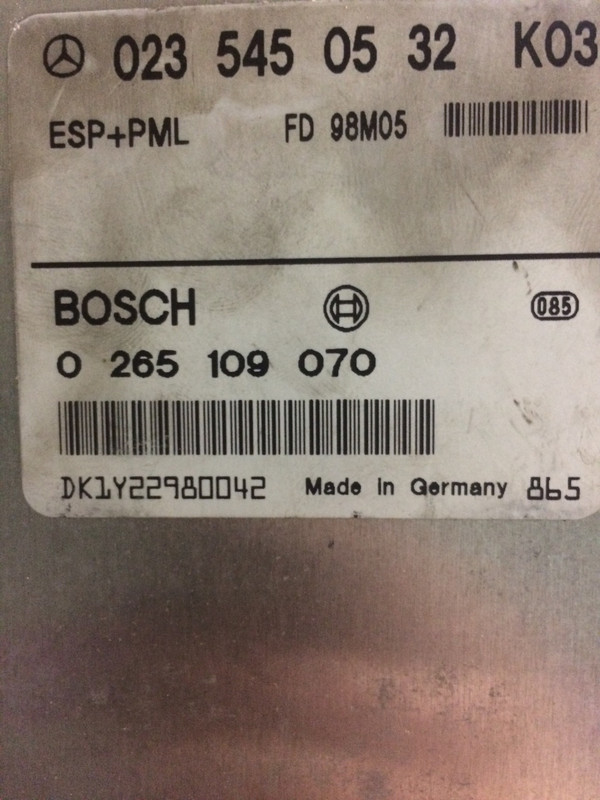 023 545 05 32 K03
ESP+PML FD 98M05
BOSCH 085
0 265 109 070
DK1Y22980042 Made in Germany 865